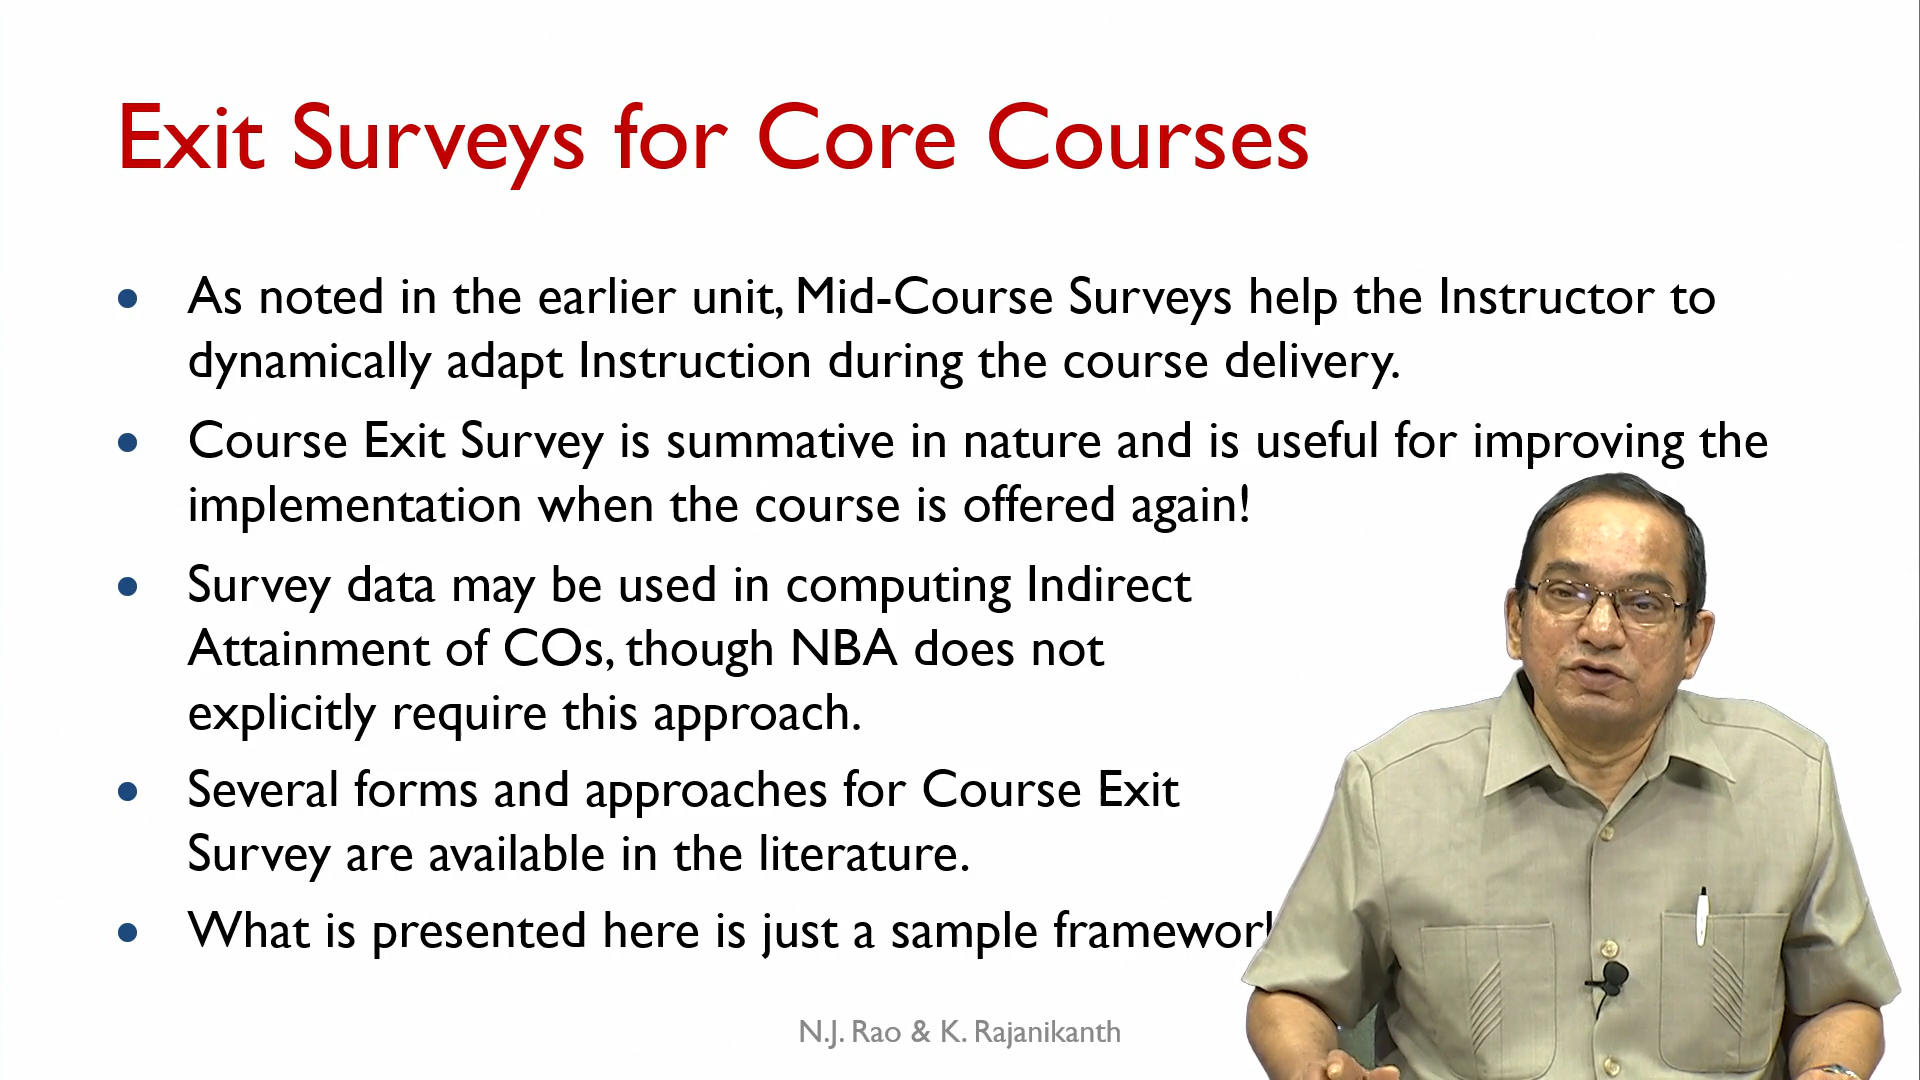 Exit Surveys for Core Courses
• As noted in the earlier unit, Mid-Course Surveys help the Instructor to
dynamically adapt Instruction during the course delivery.
• Course Exit Survey is summative in nature and is useful for improving the
implementation when the course is offered again!
• Survey data may be used in computing Indirect
Attainment of COs, though NBA does not
explicitly require this approach.
• Several forms and approaches for Course Exit
Survey are available in the literature.
• What is presented here is just a sample
N.J. Rao & K. Rajanikanth